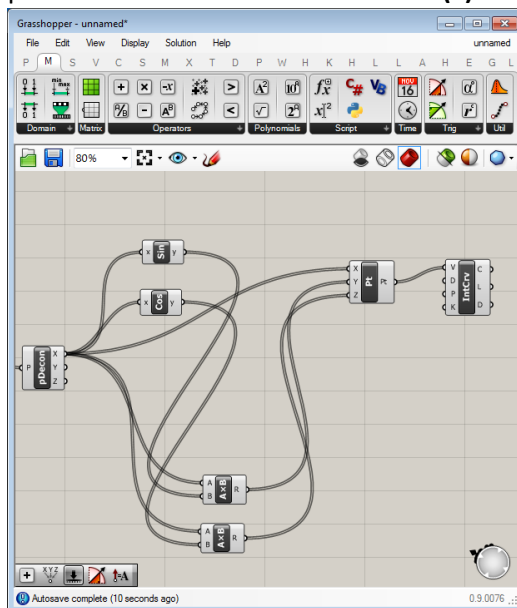 Grasshopper - unnamed*
File Edit View Display Solution Help unnamed
P M S V C S M X T D P W U W H P K H L L A H E G L
Domain Matrix Operators Polynomials Script Time Trig Util
80%
Sin x y
Cos x y
pDecon P X Y Z
Pt X Y Z Pt
IntCrv V D P K C L D
A×B A B R
A×B A B R
Autosave complete (10 seconds ago) 0.9.0076